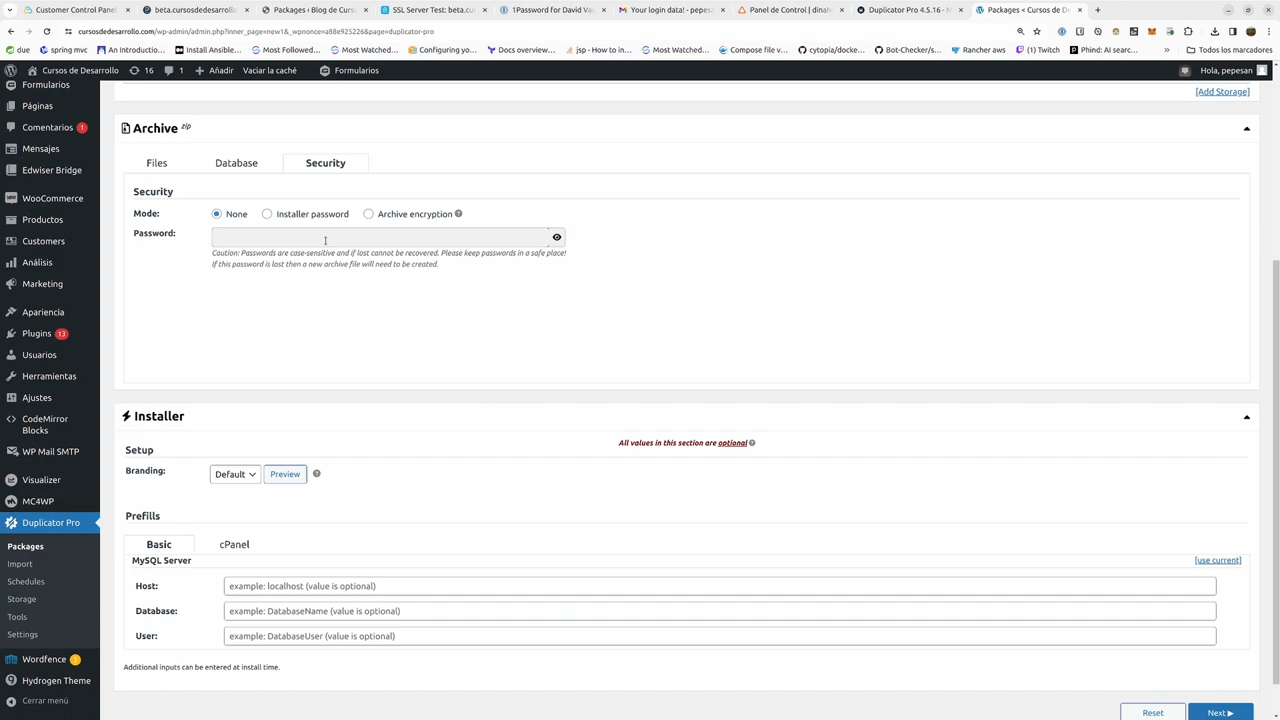 Customer Control Panel
beta.cursosdedesarrollo
Packages ‹ Blog de Curs
SSL Server Test: beta.cu
1Password for David Va
Your login data! - pepes
Panel de Control | dinah
Duplicator Pro 4.5.16 - M
Packages ‹ Cursos de D
cursosdedesarrollo.com/wp-admin/admin.php?inner_page=new1&_wpnonce=a88e925226&page=duplicator-pro
due
spring mvc
An Introduction...
Install Ansible...
Most Followed...
Most Watched...
Configuring yo...
Docs overview...
jsp - How to in...
Most Watched...
Compose file v...
cytopia/docke...
Bot-Checker/s...
Rancher aws
(1) Twitch
Phind: AI searc...
»
Todos los marcadores
Cursos de Desarrollo
16
1
Añadir
Vaciar la caché
Formularios
Hola, pepesan
Formularios
Páginas
Comentarios 1
Mensajes
Edwiser Bridge
WooCommerce
Productos
Customers
Análisis
Marketing
Apariencia
Plugins 13
Usuarios
Herramientas
Ajustes
CodeMirror
Blocks
WP Mail SMTP
Visualizer
MC4WP
Duplicator Pro
Packages
Import
Schedules
Storage
Tools
Settings
Wordfence
Hydrogen Theme
Cerrar menú
[Add Storage]
Archive zip
Files
Database
Security
Security
Mode:
None
Installer password
Archive encryption
Password:
Caution: Passwords are case-sensitive and if lost cannot be recovered. Please keep passwords in a safe place!
If this password is lost then a new archive file will need to be created.
Installer
Setup
All values in this section are optional
Branding:
Default
Preview
Prefills
Basic
cPanel
MySQL Server
[use current]
Host:
example: localhost (value is optional)
Database:
example: DatabaseName (value is optional)
User:
example: DatabaseUser (value is optional)
Additional inputs can be entered at install time.
Reset
Next ▶